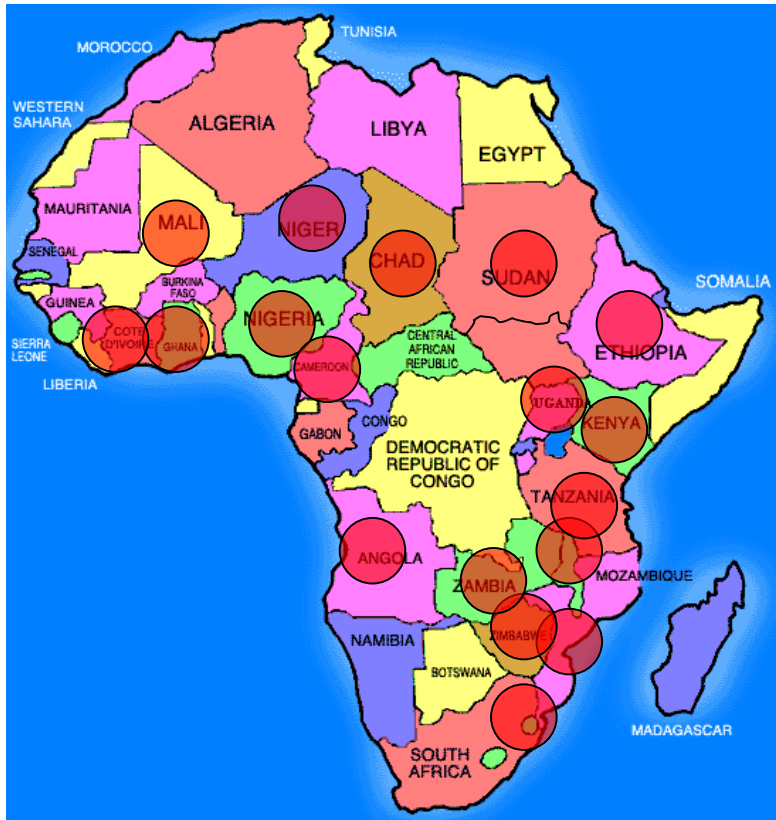 TUNISIA
MOROCCO
WESTERN
SAHARA
ALGERIA
LIBYA
EGYPT
MAURITANIA
MALI
NIGER
CHAD
SUDAN
SENEGAL
BURKINA
FASO
SOMALIA
GUINEA
NIGERIA
COTE
D'IVOIRE
GHANA
SIERRA
LEONE
CENTRAL
AFRICAN
REPUBLIC
ETHIOPIA
LIBERIA
CAMEROON
UGANDA
KENYA
GABON
CONGO
DEMOCRATIC
REPUBLIC OF
CONGO
TANZANIA
ANGOLA
ZAMBIA
MOZAMBIQUE
NAMIBIA
ZIMBABWE
BOTSWANA
MADAGASCAR
SOUTH
AFRICA